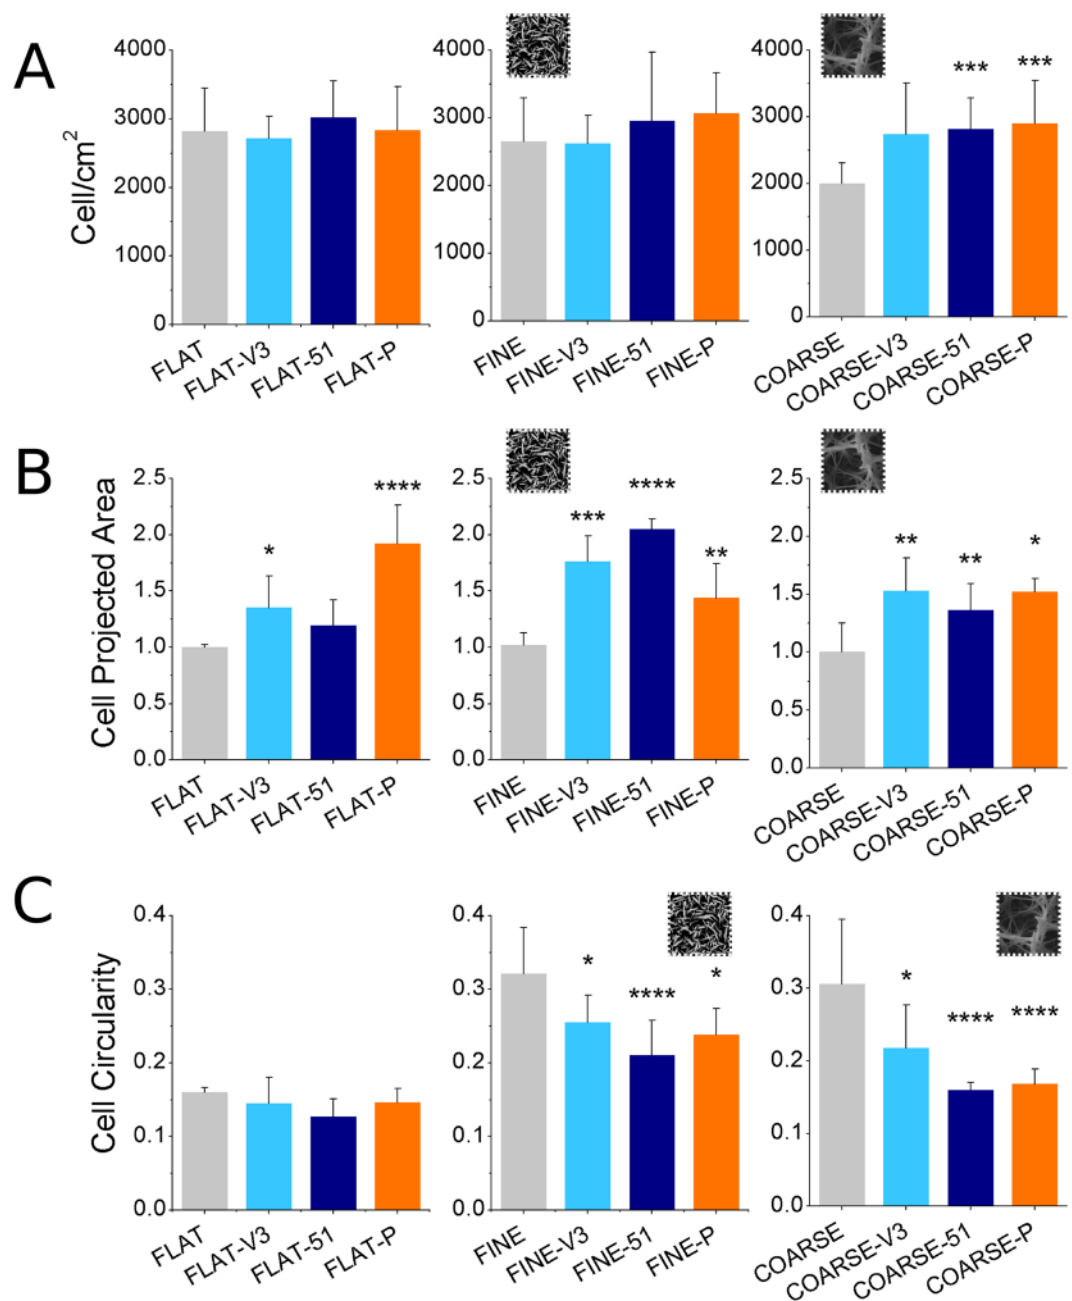 A
Cell/cm²
4000
3000
2000
1000
0
FLAT
FLAT-V3
FLAT-51
FLAT-P
4000
3000
2000
1000
0
FINE
FINE-V3
FINE-51
FINE-P
4000
3000
2000
1000
0
***
***
COARSE
COARSE-V3
COARSE-51
COARSE-P
B
Cell Projected Area
2.5
2.0
1.5
1.0
0.5
0.0
*
****
FLAT
FLAT-V3
FLAT-51
FLAT-P
2.5
2.0
1.5
1.0
0.5
0.0
***
****
**
FINE
FINE-V3
FINE-51
FINE-P
2.5
2.0
1.5
1.0
0.5
0.0
**
**
*
COARSE
COARSE-V3
COARSE-51
COARSE-P
C
Cell Circularity
0.4
0.3
0.2
0.1
0.0
FLAT
FLAT-V3
FLAT-51
FLAT-P
0.4
0.3
0.2
0.1
0.0
*
****
*
FINE
FINE-V3
FINE-51
FINE-P
0.4
0.3
0.2
0.1
0.0
*
****
****
COARSE
COARSE-V3
COARSE-51
COARSE-P